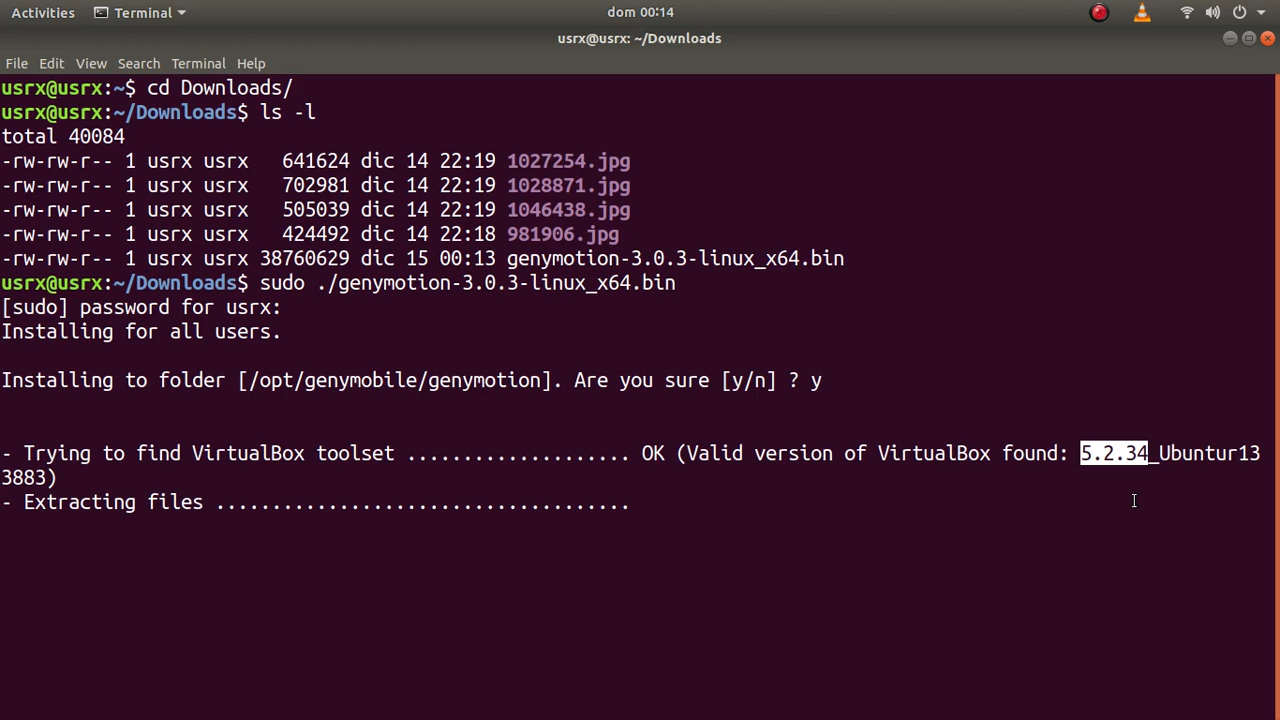 Activities Terminal dom 00:14
usrx@usrx: ~/Downloads
File Edit View Search Terminal Help
usrx@usrx:~$ cd Downloads/
usrx@usrx:~/Downloads$ ls -l
total 40084
-rw-rw-r-- 1 usrx usrx 641624 dic 14 22:19 1027254.jpg
-rw-rw-r-- 1 usrx usrx 702981 dic 14 22:19 1028871.jpg
-rw-rw-r-- 1 usrx usrx 505039 dic 14 22:19 1046438.jpg
-rw-rw-r-- 1 usrx usrx 424492 dic 14 22:18 981906.jpg
-rw-rw-r-- 1 usrx usrx 38760629 dic 15 00:13 genymotion-3.0.3-linux_x64.bin
usrx@usrx:~/Downloads$ sudo ./genymotion-3.0.3-linux_x64.bin
[sudo] password for usrx:
Installing for all users.
Installing to folder [/opt/genymobile/genymotion]. Are you sure [y/n] ? y
- Trying to find VirtualBox toolset .................... OK (Valid version of VirtualBox found: 5.2.34_Ubuntur13
3883)
- Extracting files .....................................